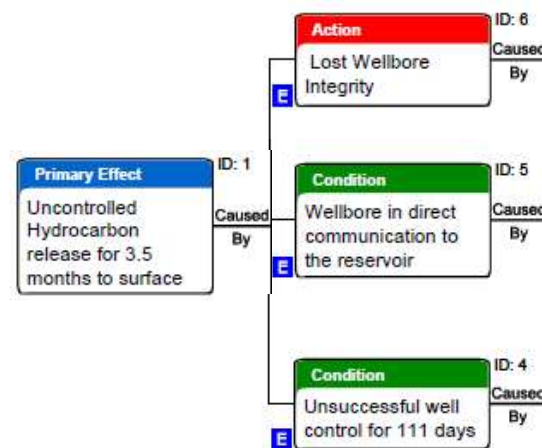 Action
ID: 6
Lost Wellbore
Integrity
Caused
By
E
Primary Effect
ID: 1
Uncontrolled
Hydrocarbon
release for 3.5
months to surface
Caused
By
Condition
ID: 5
Wellbore in direct
communication to
the reservoir
Caused
By
E
Condition
ID: 4
Unsuccessful well
control for 111 days
Caused
By
E